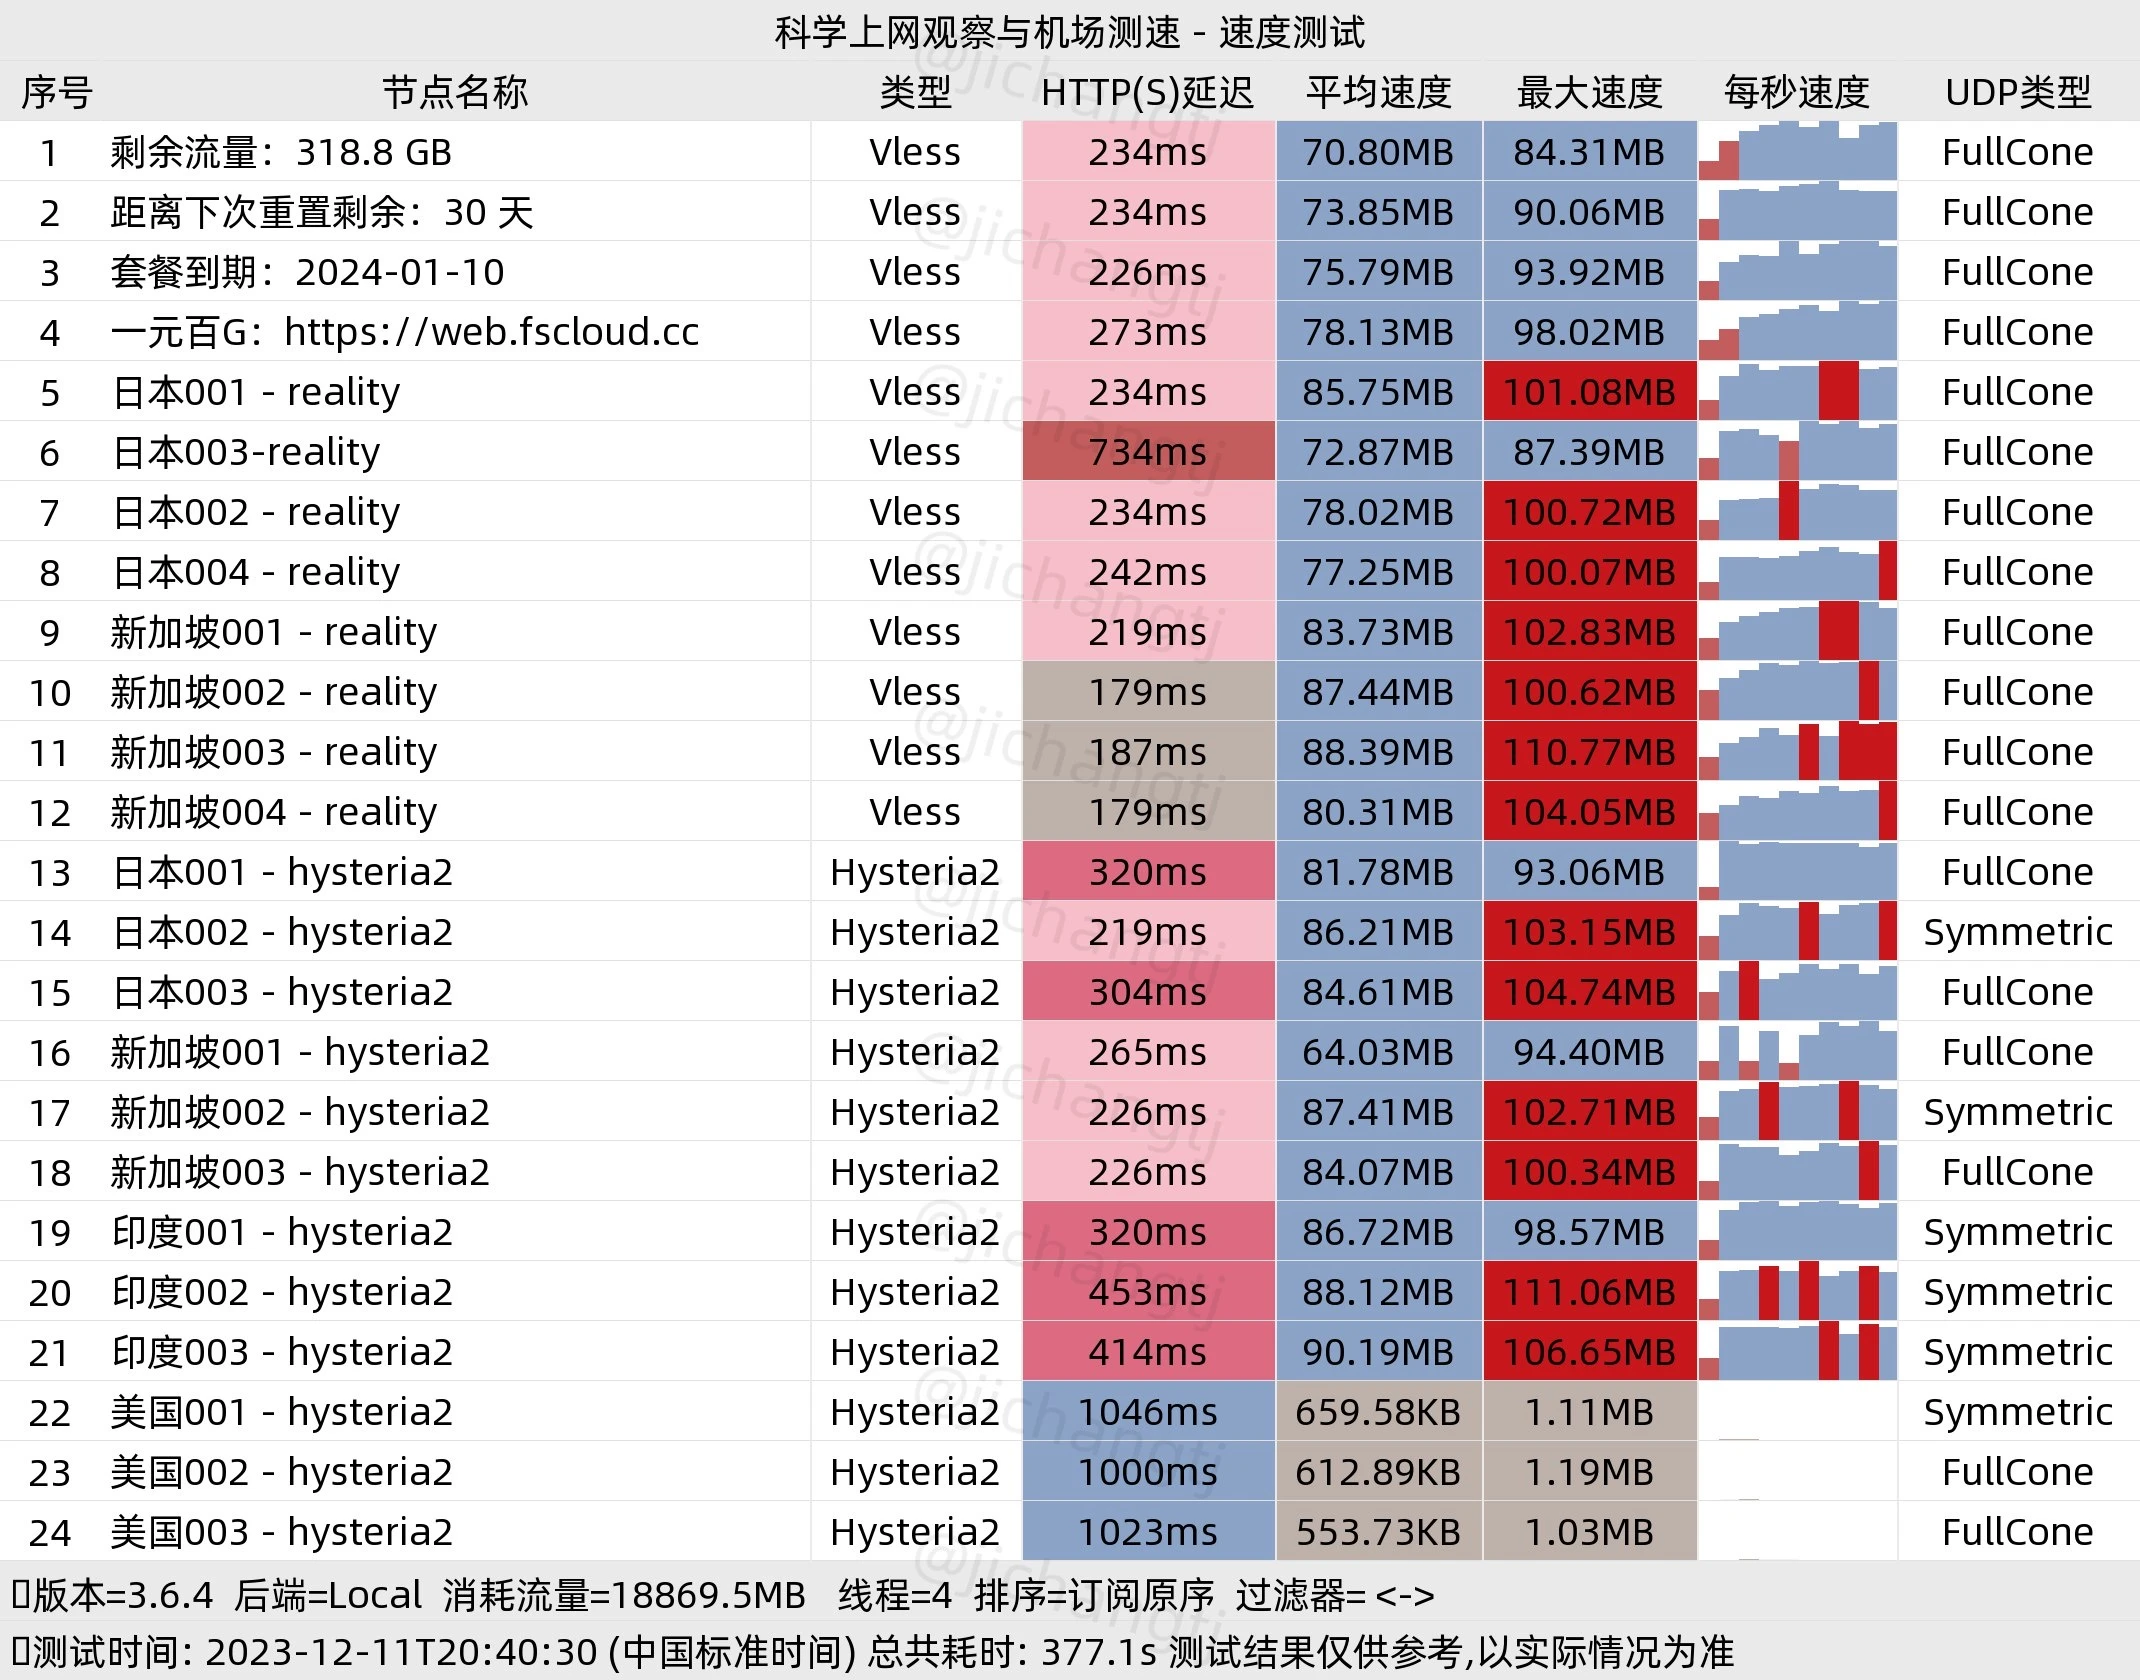 科学上网观察与机场测速 - 速度测试
序号 节点名称 类型 HTTP(S)延迟 平均速度 最大速度 每秒速度 UDP类型
1 剩余流量：318.8 GB Vless 234ms 70.80MB 84.31MB FullCone
2 距离下次重置剩余：30 天 Vless 234ms 73.85MB 90.06MB FullCone
3 套餐到期：2024-01-10 Vless 226ms 75.79MB 93.92MB FullCone
4 一元百G：https://web.fscloud.cc Vless 273ms 78.13MB 98.02MB FullCone
5 日本001 - reality Vless 234ms 85.75MB 101.08MB FullCone
6 日本003-reality Vless 734ms 72.87MB 87.39MB FullCone
7 日本002 - reality Vless 234ms 78.02MB 100.72MB FullCone
8 日本004 - reality Vless 242ms 77.25MB 100.07MB FullCone
9 新加坡001 - reality Vless 219ms 83.73MB 102.83MB FullCone
10 新加坡002 - reality Vless 179ms 87.44MB 100.62MB FullCone
11 新加坡003 - reality Vless 187ms 88.39MB 110.77MB FullCone
12 新加坡004 - reality Vless 179ms 80.31MB 104.05MB FullCone
13 日本001 - hysteria2 Hysteria2 320ms 81.78MB 93.06MB FullCone
14 日本002 - hysteria2 Hysteria2 219ms 86.21MB 103.15MB Symmetric
15 日本003 - hysteria2 Hysteria2 304ms 84.61MB 104.74MB FullCone
16 新加坡001 - hysteria2 Hysteria2 265ms 64.03MB 94.40MB FullCone
17 新加坡002 - hysteria2 Hysteria2 226ms 87.41MB 102.71MB Symmetric
18 新加坡003 - hysteria2 Hysteria2 226ms 84.07MB 100.34MB FullCone
19 印度001 - hysteria2 Hysteria2 320ms 86.72MB 98.57MB Symmetric
20 印度002 - hysteria2 Hysteria2 453ms 88.12MB 111.06MB Symmetric
21 印度003 - hysteria2 Hysteria2 414ms 90.19MB 106.65MB Symmetric
22 美国001 - hysteria2 Hysteria2 1046ms 659.58KB 1.11MB Symmetric
23 美国002 - hysteria2 Hysteria2 1000ms 612.89KB 1.19MB FullCone
24 美国003 - hysteria2 Hysteria2 1023ms 553.73KB 1.03MB FullCone
版本=3.6.4 后端=Local 消耗流量=18869.5MB 线程=4 排序=订阅原序 过滤器= <->
测试时间: 2023-12-11T20:40:30 (中国标准时间) 总共耗时: 377.1s 测试结果仅供参考,以实际情况为准
@jichangtj
@jichangtj
@jichangtj
@jichangtj
@jichangtj
@jichangtj
@jichangtj
@jichangtj
@jichangtj
@jichangtj